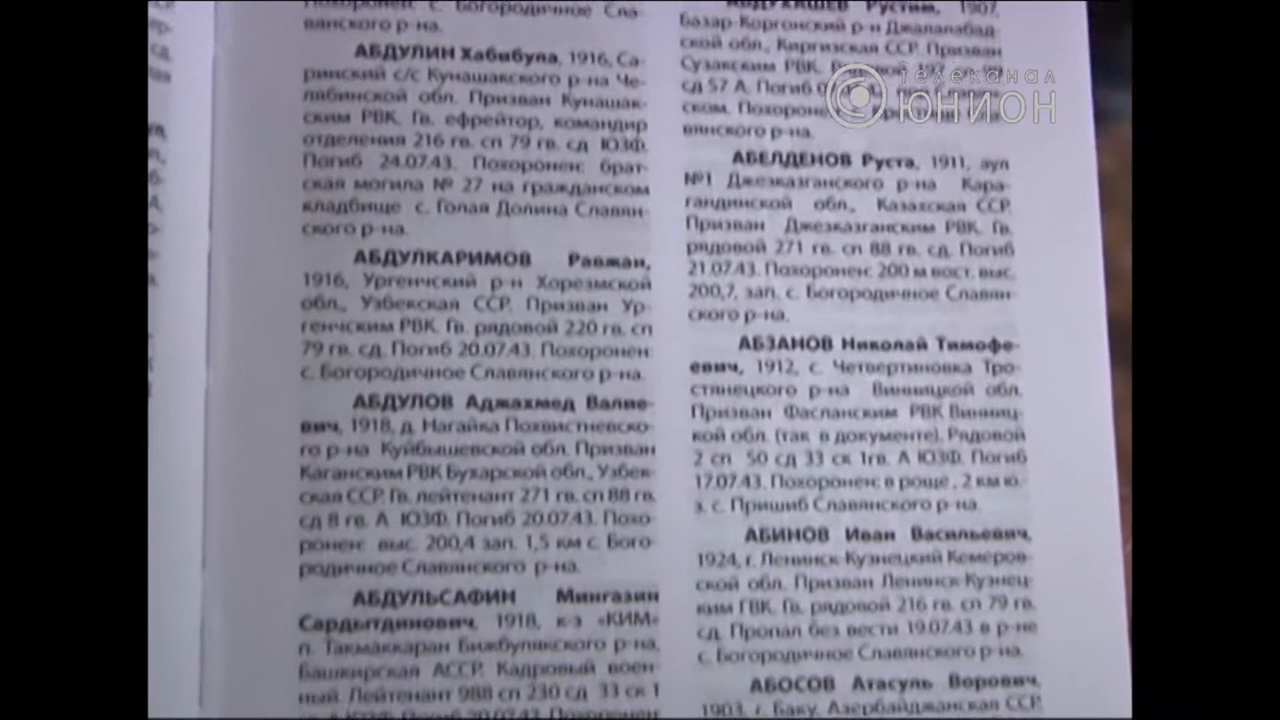 Похоронен: с. Богородичное Сла-
вянского р-на.
АБДУЛИН Хабибула, 1916, Са-
ринский с/с Кунашакского р-на Че-
лябинской обл. Призван Кунашак-
ским РВК. Гв. ефрейтор, командир
отделения 216 гв. сп 79 гв. сд ЮЗФ.
Погиб 24.07.43. Похоронен: брат-
ская могила № 27 на гражданском
кладбище с. Голая Долина Славян-
ского р-на.
АБДУЛКАРИМОВ Равжан,
1916, Ургенчский р-н Хорезмской
обл., Узбекская ССР. Призван Ур-
генчским РВК. Гв. рядовой 220 гв. сп
79 гв. сд. Погиб 20.07.43. Похоронен:
с. Богородичное Славянского р-на.
АБДУЛОВ Аджахмед Валие-
вич, 1918, д. Нагайка Похвистневско-
го р-на Куйбышевской обл. Призван
Каганским РВК Бухарской обл., Узбек-
ская ССР. Гв. лейтенант 271 гв. сп 88 гв.
сд 8 гв. А ЮЗФ. Погиб 20.07.43. Похо-
ронен: выс. 200,4 зап. 1,5 км с. Бого-
родичное Славянского р-на.
АБДУЛЬСАФИН Мингазин
Сардытдинович, 1918, к-з «КИМ»
п. Такмаккаран Бижбулякского р-на,
Башкирская АССР. Кадровый воен-
ный. Лейтенант 988 сп 230 сд 33 ск 1
АБДУХАШЕВ Рустим, 1907,
Базар-Коргонский р-н Джалалабад-
ской обл., Киргизская ССР. Призван
Сузакским РВК. Рядовой
сд 57 А. Погиб
ском. Похоронен: с.
вянского р-на.
АБЕЛДЕНОВ Руста, 1911, аул
№1 Джезказганского р-на Кара-
гандинской обл., Казахская ССР.
Призван Джезказганским РВК. Гв.
рядовой 271 гв. сп 88 гв. сд. Погиб
21.07.43. Похоронен: 200 м вост. выс.
200,7, зап. с. Богородичное Славян-
ского р-на.
АБЗАНОВ Николай Тимофе-
евич, 1912, с. Четвертиновка Тро-
стянецкого р-на Винницкой обл.
Призван Фасланским РВК Винниц-
кой обл. (так в документе). Рядовой
2 сп 50 сд 33 ск 1гв. А ЮЗФ. Погиб
17.07.43. Похоронен: в роще, 2 км ю.-
з. с. Пришиб Славянского р-на.
АБИНОВ Иван Васильевич,
1924, г. Ленинск-Кузнецкий Кемеров-
ской обл. Призван Ленинск-Кузнец-
ким ГВК. Гв. рядовой 216 гв. сп 79 гв.
сд. Пропал без вести 19.07.43 в р-не
с. Богородичное Славянского р-на.
АБОСОВ Атасуль Ворович,
1903, г. Баку, Азербайджанская ССР.
телеканал
ЮНИОН